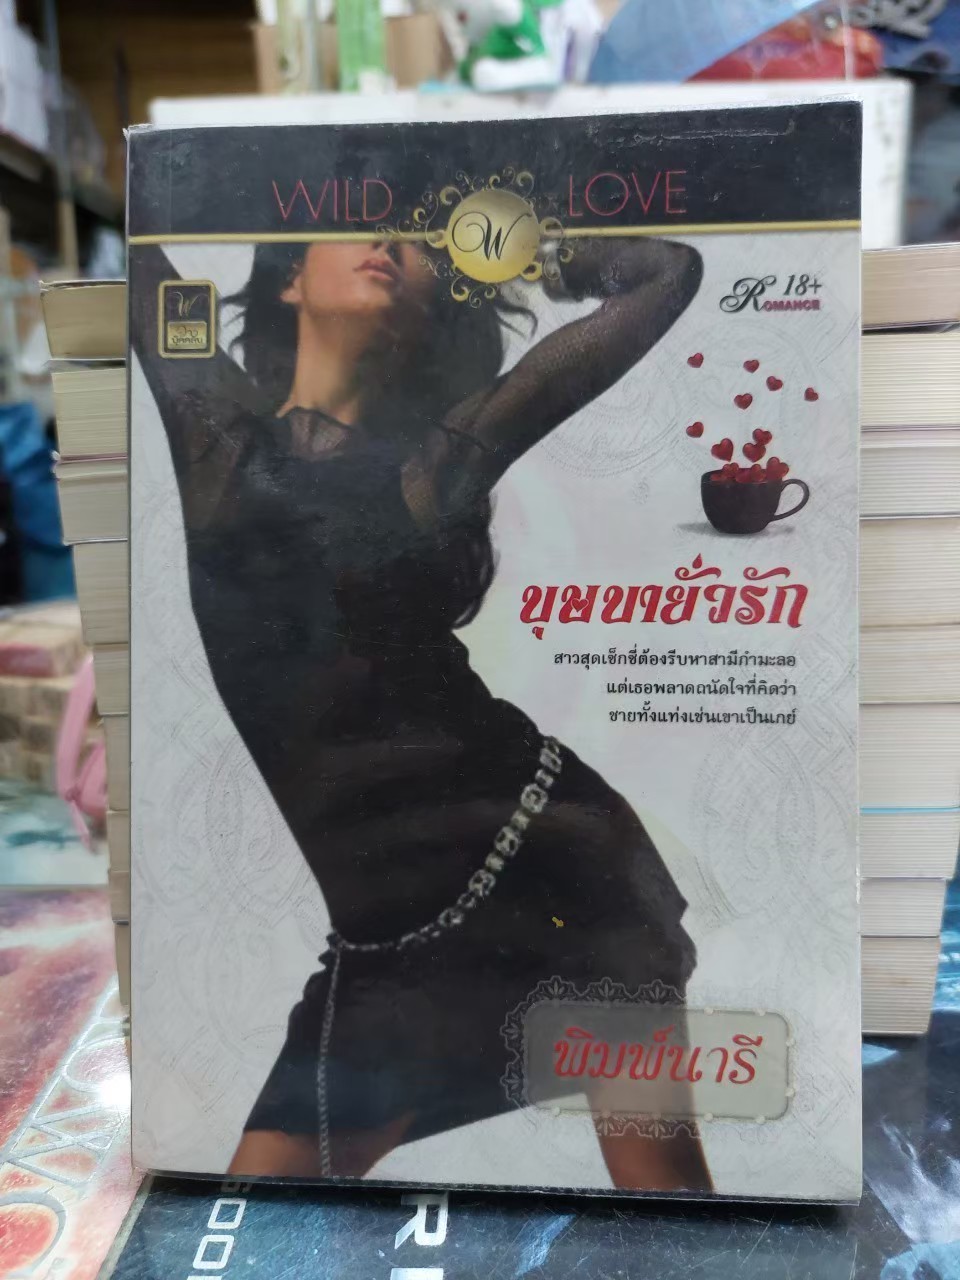 WILD LOVE
W
18+
ROMANCE
W
บุษบายั่วรัก
สาวสุดเซ็กซี่ต้องรีบหาสามีกำมะลอ
แต่เธอพลาดถนัดใจที่คิดว่า
ชายทั้งแท่งเช่นเขาเป็นเกย์
พิมพ์นารี